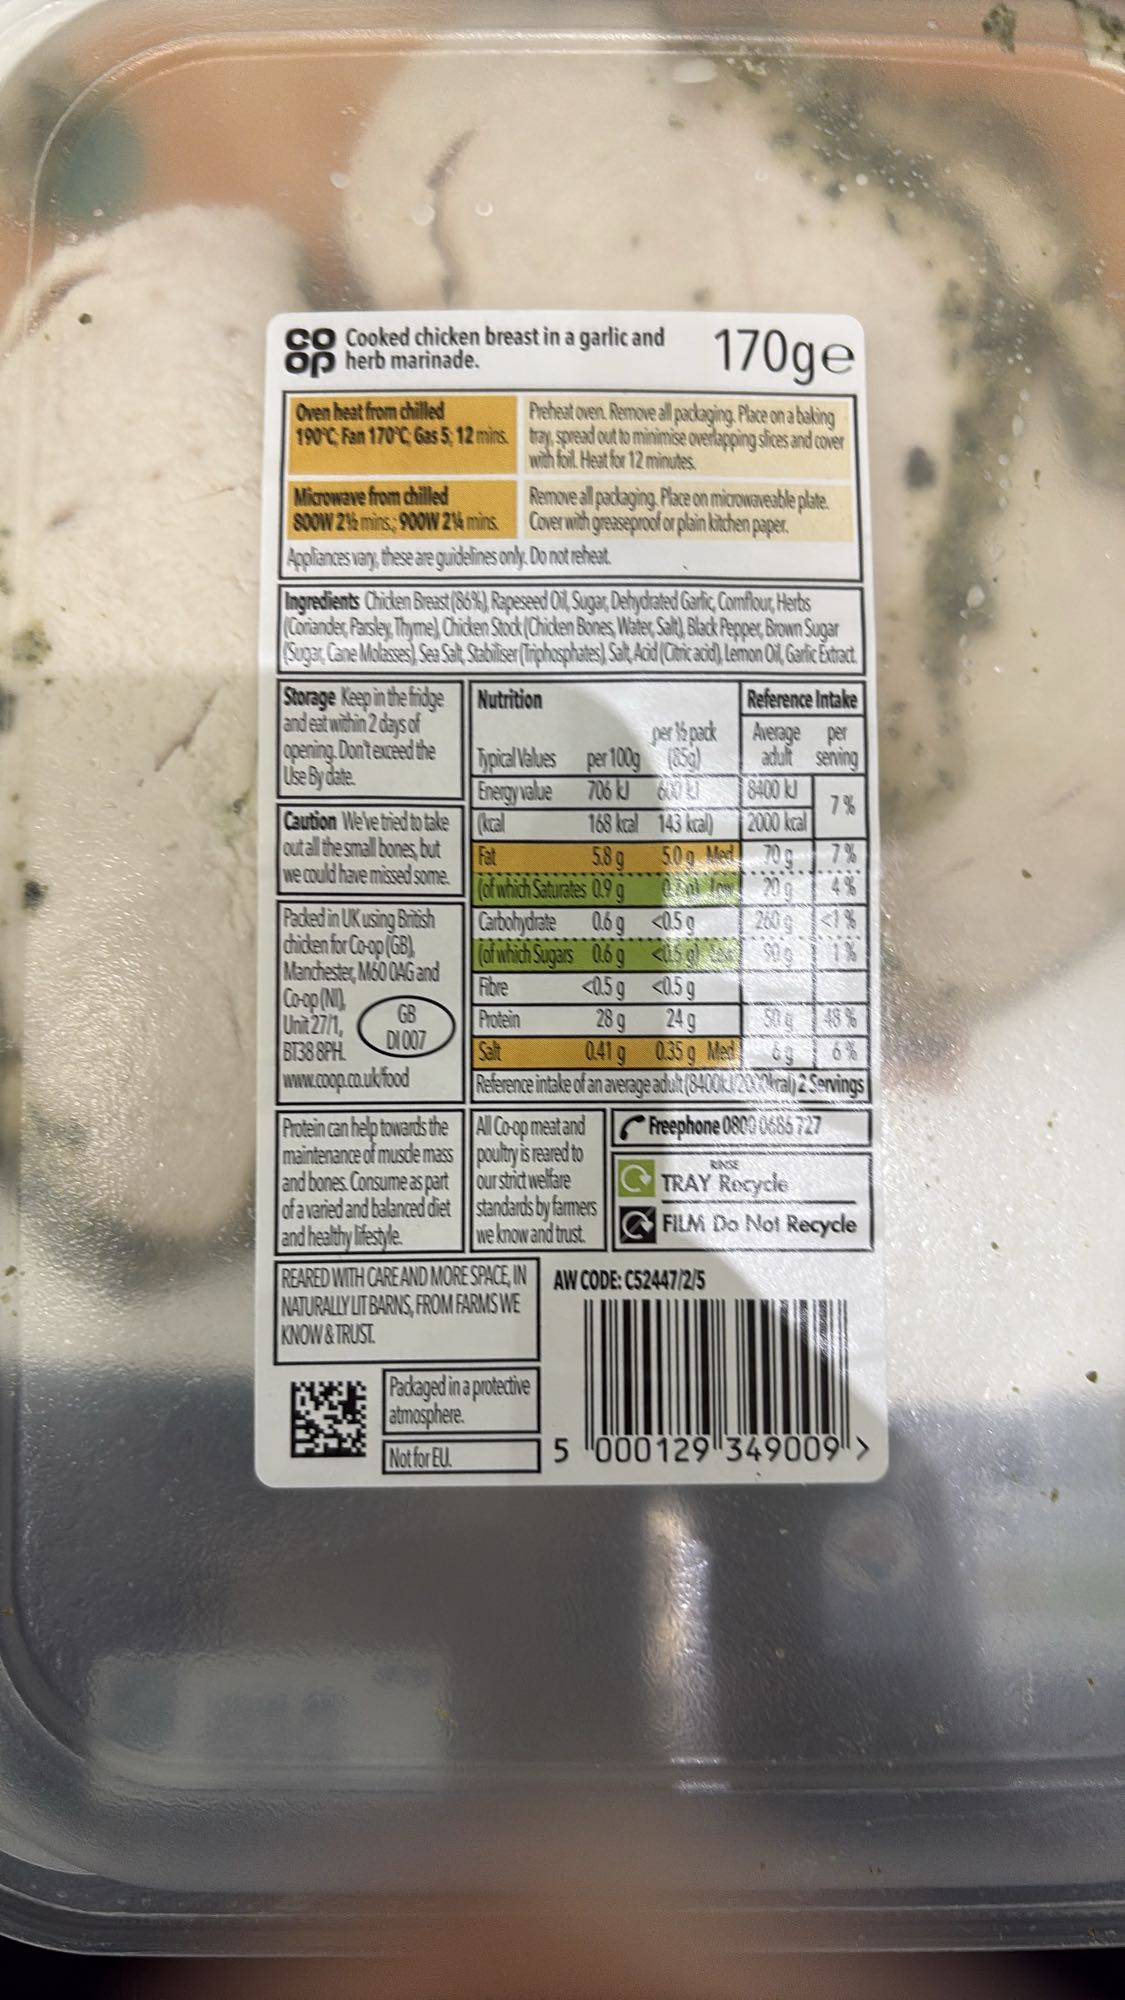 CO OP
Cooked chicken breast in a garlic and
herb marinade.
170g e
Oven heat from chilled
190°C, Fan 170°C, Gas 5, 12 mins.
Preheat oven. Remove all packaging. Place on a baking
tray, spread out to minimise overlapping slices and cover
with foil. Heat for 12 minutes.
Microwave from chilled
800W 2½ mins.; 900W 2¼ mins.
Remove all packaging. Place on microwaveable plate.
Cover with greaseproof or plain kitchen paper.
Appliances vary, these are guidelines only. Do not reheat.
Ingredients Chicken Breast (86%), Rapeseed Oil, Sugar, Dehydrated Garlic, Cornflour, Herbs
(Coriander, Parsley, Thyme), Chicken Stock (Chicken Bones, Water, Salt), Black Pepper, Brown Sugar
(Sugar, Cane Molasses), Sea Salt, Stabiliser (Triphosphates), Salt, Acid (Citric acid), Lemon Oil, Garlic Extract.
Storage Keep in the fridge
and eat within 2 days of
opening. Don't exceed the
Use By date.
Caution We've tried to take
out all the small bones, but
we could have missed some.
Packed in UK using British
chicken for Co-op (GB),
Manchester, M60 0AG and
Co-op (NI),
Unit 27/1,
BT38 8PH.
GB
DI007
www.coop.co.uk/food
Nutrition
Reference Intake
Typical Values per 100g per ½ pack (85g) Average adult per serving
Energy value 706 kJ 600 kJ 8400 kJ 7%
(kcal 168 kcal 143 kcal) 2000 kcal
Fat 5.8 g 5.0 g Med 70 g 7%
(of which Saturates 0.9 g low 20 g 4%
Carbohydrate 0.6 g <0.5 g 260 g <1%
(of which Sugars 0.6 g <0.5 g) Low 90 g 1%
Fibre <0.5 g <0.5 g
Protein 28 g 24 g 50 g 48%
Salt 0.41 g 0.35 g Med 6 g 6%
Reference intake of an average adult (8400kJ/2000kcal) 2 Servings
Protein can help towards the
maintenance of muscle mass
and bones. Consume as part
of a varied and balanced diet
and healthy lifestyle.
All Co-op meat and
poultry is reared to
our strict welfare
standards by farmers
we know and trust.
Freephone 0800 0686 727
RINSE
TRAY Recycle
FILM Do Not Recycle
REARED WITH CARE AND MORE SPACE, IN
NATURALLY LIT BARNS, FROM FARMS WE
KNOW & TRUST.
AW CODE: C52447/2/5
Packaged in a protective
atmosphere.
Not for EU.
5 000129 349009 >